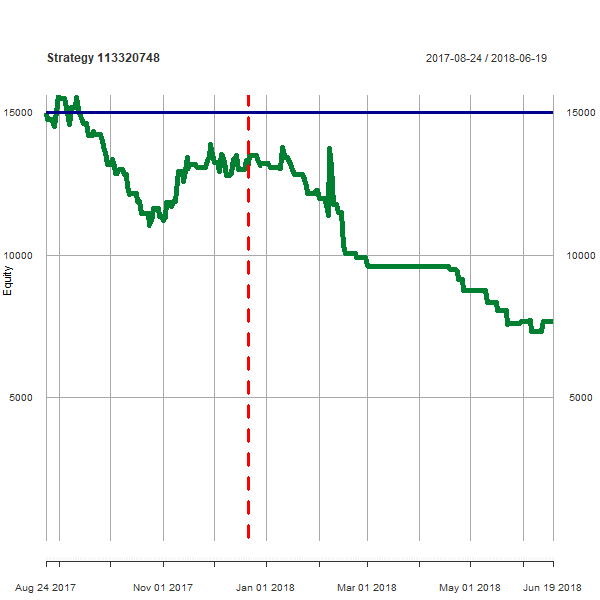 Strategy 113320748 2017-08-24 / 2018-06-19
15000 15000
10000 10000
Equity
5000 5000
Aug 24 2017 Nov 01 2017 Jan 01 2018 Mar 01 2018 May 01 2018 Jun 19 2018